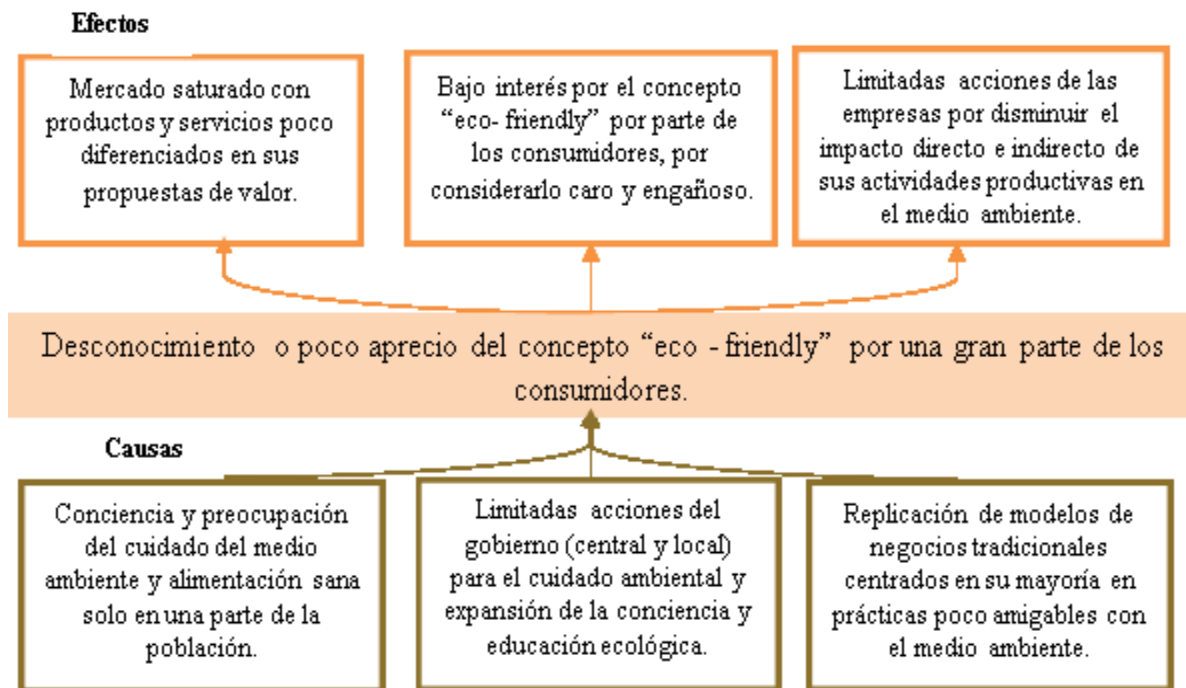 Efectos
Mercado saturado con
productos y servicios poco
diferenciados en sus
propuestas de valor.
Bajo interés por el concepto
“eco- friendly” por parte de
los consumidores, por
considerarlo caro y engañoso.
Limitadas acciones de las
empresas por disminuir el
impacto directo e indirecto de
sus actividades productivas en
el medio ambiente.
Desconocimiento o poco aprecio del concepto “eco - friendly” por una gran parte de los
consumidores.
Causas
Conciencia y preocupación
del cuidado del medio
ambiente y alimentación sana
solo en una parte de la
población.
Limitadas acciones del
gobierno (central y local)
para el cuidado ambiental y
expansión de la conciencia y
educación ecológica.
Replicación de modelos de
negocios tradicionales
centrados en su mayoría en
prácticas poco amigables con
el medio ambiente.